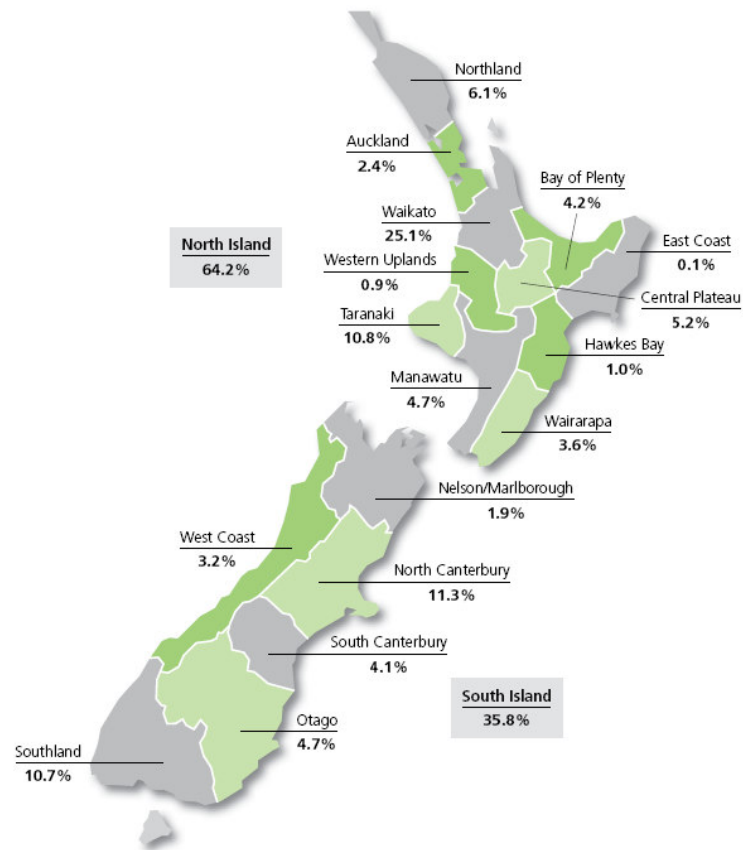 Northland
6.1%
Auckland
2.4%
Bay of Plenty
4.2%
Waikato
25.1%
East Coast
0.1%
North Island
64.2%
Western Uplands
0.9%
Central Plateau
5.2%
Taranaki
10.8%
Hawkes Bay
1.0%
Manawatu
4.7%
Wairarapa
3.6%
Nelson/Marlborough
1.9%
West Coast
3.2%
North Canterbury
11.3%
South Canterbury
4.1%
South Island
35.8%
Otago
4.7%
Southland
10.7%